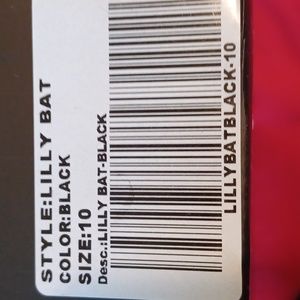 STYLE:LILLY BAT
COLOR:BLACK
SIZE:10
Desc.:LILLY BAT-BLACK
LILLYBATBLACK-10